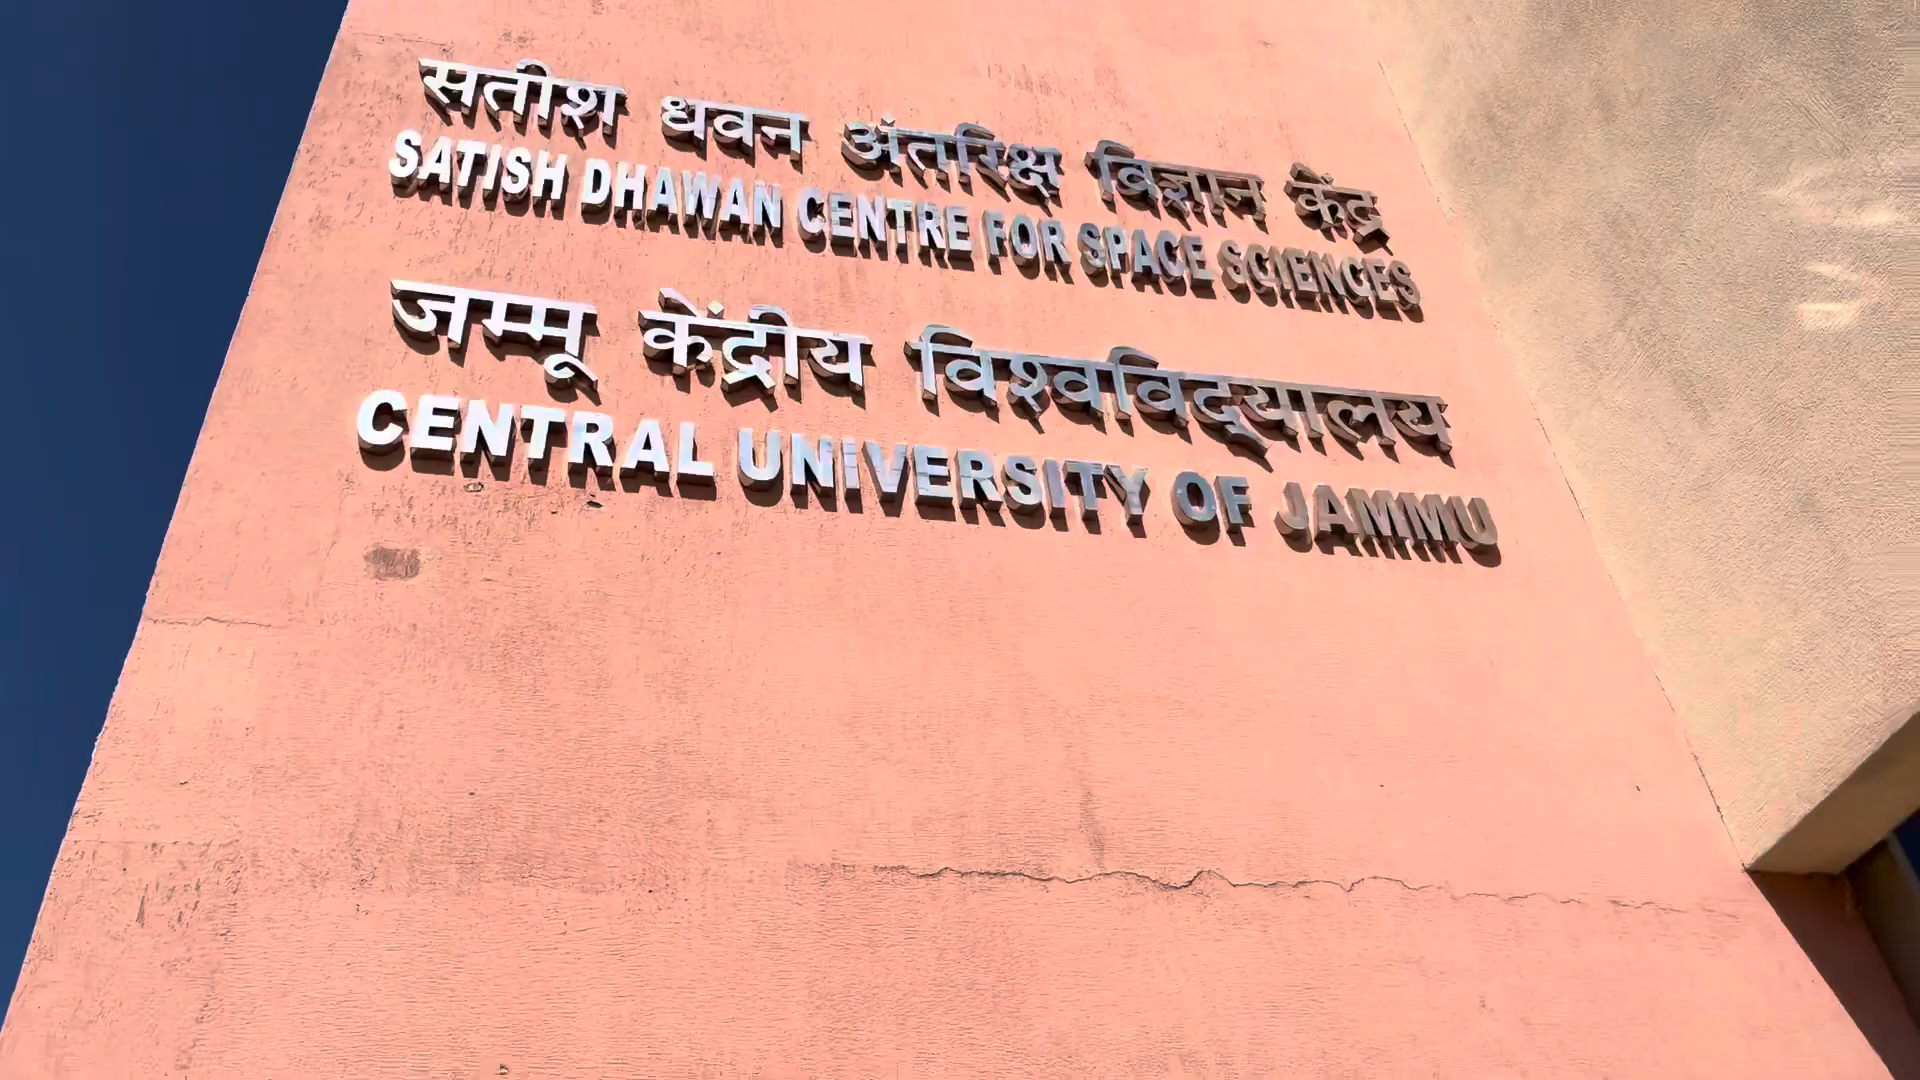 सतीश धवन अंतरिक्ष विज्ञान केंद्र
SATISH DHAWAN CENTRE FOR SPACE SCIENCES
जम्मू केंद्रीय विश्वविद्यालय
CENTRAL UNIVERSITY OF JAMMU